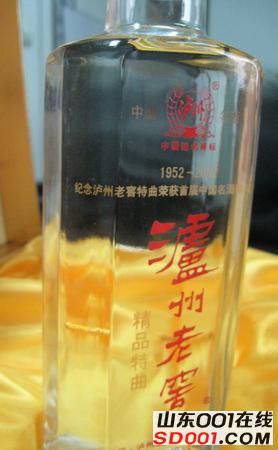 中
中国驰名商标
1952-2
纪念泸州老窖特曲荣获首届中国名酒
瀘州老窖
精品特曲
山东001在线
SD001.COM